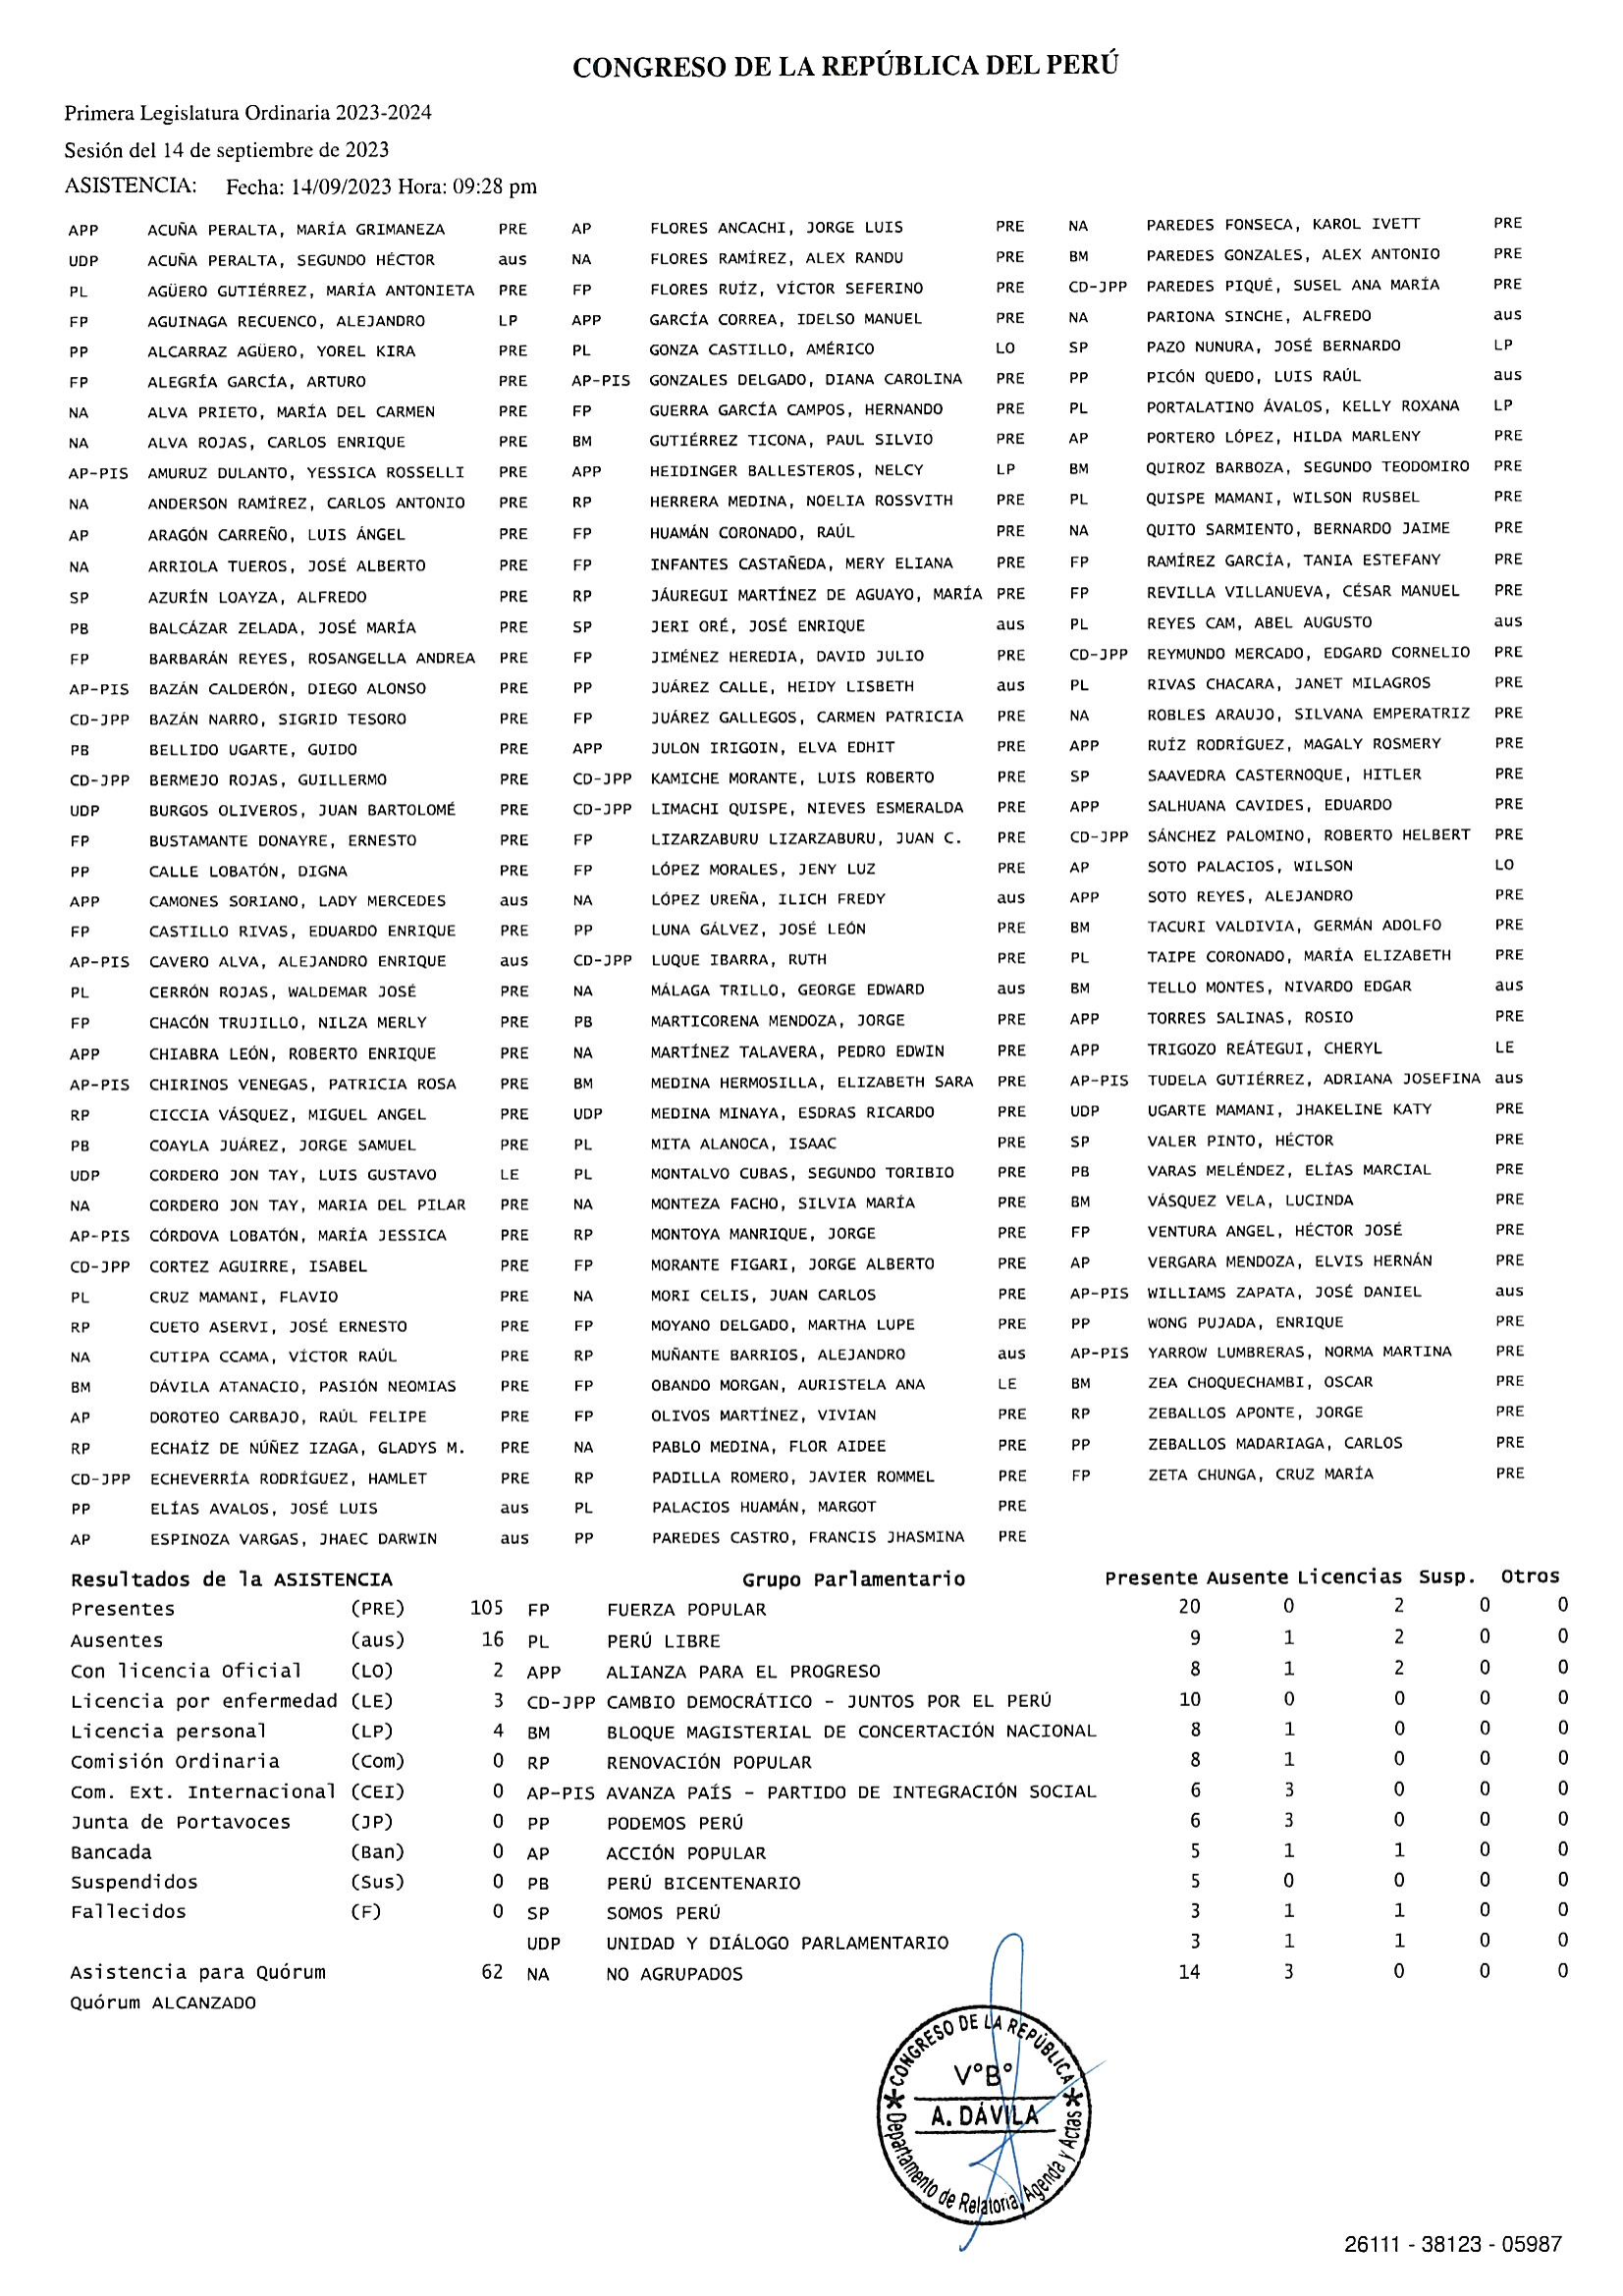 CONGRESO DE LA REPÚBLICA DEL PERÚ
Primera Legislatura Ordinaria 2023-2024
Sesión del 14 de septiembre de 2023
ASISTENCIA: Fecha: 14/09/2023 Hora: 09:28 pm
APP ACUÑA PERALTA, MARÍA GRIMANEZA PRE AP FLORES ANCACHI, JORGE LUIS PRE NA PAREDES FONSECA, KAROL IVETT PRE
UDP ACUÑA PERALTA, SEGUNDO HÉCTOR aus NA FLORES RAMÍREZ, ALEX RANDU PRE BM PAREDES GONZALES, ALEX ANTONIO PRE
PL AGÜERO GUTIÉRREZ, MARÍA ANTONIETA PRE FP FLORES RUÍZ, VÍCTOR SEFERINO PRE CD-JPP PAREDES PIQUÉ, SUSEL ANA MARÍA PRE
FP AGUINAGA RECUENCO, ALEJANDRO LP APP GARCÍA CORREA, IDELSO MANUEL PRE NA PARIONA SINCHE, ALFREDO aus
PP ALCARRAZ AGÜERO, YOREL KIRA PRE PL GONZA CASTILLO, AMÉRICO LO SP PAZO NUNURA, JOSÉ BERNARDO LP
FP ALEGRÍA GARCÍA, ARTURO PRE AP-PIS GONZALES DELGADO, DIANA CAROLINA PRE PP PICÓN QUEDO, LUIS RAÚL aus
NA ALVA PRIETO, MARÍA DEL CARMEN PRE FP GUERRA GARCÍA CAMPOS, HERNANDO PRE PL PORTALATINO ÁVALOS, KELLY ROXANA LP
NA ALVA ROJAS, CARLOS ENRIQUE PRE BM GUTIÉRREZ TICONA, PAUL SILVIO PRE AP PORTERO LÓPEZ, HILDA MARLENY PRE
AP-PIS AMURUZ DULANTO, YESSICA ROSSELLI PRE APP HEIDINGER BALLESTEROS, NELCY LP BM QUIROZ BARBOZA, SEGUNDO TEODOMIRO PRE
NA ANDERSON RAMÍREZ, CARLOS ANTONIO PRE RP HERRERA MEDINA, NOELIA ROSSVITH PRE PL QUISPE MAMANI, WILSON RUSBEL PRE
AP ARAGÓN CARREÑO, LUIS ÁNGEL PRE FP HUAMÁN CORONADO, RAÚL PRE NA QUITO SARMIENTO, BERNARDO JAIME PRE
NA ARRIOLA TUEROS, JOSÉ ALBERTO PRE FP INFANTES CASTAÑEDA, MERY ELIANA PRE FP RAMÍREZ GARCÍA, TANIA ESTEFANY PRE
SP AZURÍN LOAYZA, ALFREDO PRE RP JÁUREGUI MARTÍNEZ DE AGUAYO, MARÍA PRE FP REVILLA VILLANUEVA, CÉSAR MANUEL PRE
PB BALCÁZAR ZELADA, JOSÉ MARÍA PRE SP JERI ORÉ, JOSÉ ENRIQUE aus PL REYES CAM, ABEL AUGUSTO aus
FP BARBARÁN REYES, ROSANGELLA ANDREA PRE FP JIMÉNEZ HEREDIA, DAVID JULIO PRE CD-JPP REYMUNDO MERCADO, EDGARD CORNELIO PRE
AP-PIS BAZÁN CALDERÓN, DIEGO ALONSO PRE PP JUÁREZ CALLE, HEIDY LISBETH aus PL RIVAS CHACARA, JANET MILAGROS PRE
CD-JPP BAZÁN NARRO, SIGRID TESORO PRE FP JUÁREZ GALLEGOS, CARMEN PATRICIA PRE NA ROBLES ARAUJO, SILVANA EMPERATRIZ PRE
PB BELLIDO UGARTE, GUIDO PRE APP JULON IRIGOIN, ELVA EDHIT PRE APP RUÍZ RODRÍGUEZ, MAGALY ROSMERY PRE
CD-JPP BERMEJO ROJAS, GUILLERMO PRE CD-JPP KAMICHE MORANTE, LUIS ROBERTO PRE SP SAAVEDRA CASTERNOQUE, HITLER PRE
UDP BURGOS OLIVEROS, JUAN BARTOLOMÉ PRE CD-JPP LIMACHI QUISPE, NIEVES ESMERALDA PRE APP SALHUANA CAVIDES, EDUARDO PRE
FP BUSTAMANTE DONAYRE, ERNESTO PRE FP LIZARZABURU LIZARZABURU, JUAN C. PRE CD-JPP SÁNCHEZ PALOMINO, ROBERTO HELBERT PRE
PP CALLE LOBATÓN, DIGNA PRE FP LÓPEZ MORALES, JENY LUZ PRE AP SOTO PALACIOS, WILSON LO
APP CAMONES SORIANO, LADY MERCEDES aus NA LÓPEZ UREÑA, ILICH FREDY aus APP SOTO REYES, ALEJANDRO PRE
FP CASTILLO RIVAS, EDUARDO ENRIQUE PRE PP LUNA GÁLVEZ, JOSÉ LEÓN PRE BM TACURI VALDIVIA, GERMÁN ADOLFO PRE
AP-PIS CAVERO ALVA, ALEJANDRO ENRIQUE aus CD-JPP LUQUE IBARRA, RUTH PRE PL TAIPE CORONADO, MARÍA ELIZABETH PRE
PL CERRÓN ROJAS, WALDEMAR JOSÉ PRE NA MÁLAGA TRILLO, GEORGE EDWARD aus BM TELLO MONTES, NIVARDO EDGAR aus
FP CHACÓN TRUJILLO, NILZA MERLY PRE PB MARTICORENA MENDOZA, JORGE PRE APP TORRES SALINAS, ROSIO PRE
APP CHIABRA LEÓN, ROBERTO ENRIQUE PRE NA MARTÍNEZ TALAVERA, PEDRO EDWIN PRE APP TRIGOZO REÁTEGUI, CHERYL LE
AP-PIS CHIRINOS VENEGAS, PATRICIA ROSA PRE BM MEDINA HERMOSILLA, ELIZABETH SARA PRE AP-PIS TUDELA GUTIÉRREZ, ADRIANA JOSEFINA aus
RP CICCIA VÁSQUEZ, MIGUEL ANGEL PRE UDP MEDINA MINAYA, ESDRAS RICARDO PRE UDP UGARTE MAMANI, JHAKELINE KATY PRE
PB COAYLA JUÁREZ, JORGE SAMUEL PRE PL MITA ALANOCA, ISAAC PRE SP VALER PINTO, HÉCTOR PRE
UDP CORDERO JON TAY, LUIS GUSTAVO LE PL MONTALVO CUBAS, SEGUNDO TORIBIO PRE PB VARAS MELÉNDEZ, ELÍAS MARCIAL PRE
NA CORDERO JON TAY, MARIA DEL PILAR PRE NA MONTEZA FACHO, SILVIA MARÍA PRE BM VÁSQUEZ VELA, LUCINDA PRE
AP-PIS CÓRDOVA LOBATÓN, MARÍA JESSICA PRE RP MONTOYA MANRIQUE, JORGE PRE FP VENTURA ANGEL, HÉCTOR JOSÉ PRE
CD-JPP CORTEZ AGUIRRE, ISABEL PRE FP MORANTE FIGARI, JORGE ALBERTO PRE AP VERGARA MENDOZA, ELVIS HERNÁN PRE
PL CRUZ MAMANI, FLAVIO PRE NA MORI CELIS, JUAN CARLOS PRE AP-PIS WILLIAMS ZAPATA, JOSÉ DANIEL aus
RP CUETO ASERVI, JOSÉ ERNESTO PRE FP MOYANO DELGADO, MARTHA LUPE PRE PP WONG PUJADA, ENRIQUE PRE
NA CUTIPA CCAMA, VÍCTOR RAÚL PRE RP MUÑANTE BARRIOS, ALEJANDRO aus AP-PIS YARROW LUMBRERAS, NORMA MARTINA PRE
BM DÁVILA ATANACIO, PASIÓN NEOMIAS PRE FP OBANDO MORGAN, AURISTELA ANA LE BM ZEA CHOQUECHAMBI, OSCAR PRE
AP DOROTEO CARBAJO, RAÚL FELIPE PRE FP OLIVOS MARTÍNEZ, VIVIAN PRE RP ZEBALLOS APONTE, JORGE PRE
RP ECHAÍZ DE NÚÑEZ IZAGA, GLADYS M. PRE NA PABLO MEDINA, FLOR AIDEE PRE PP ZEBALLOS MADARIAGA, CARLOS PRE
CD-JPP ECHEVERRÍA RODRÍGUEZ, HAMLET PRE RP PADILLA ROMERO, JAVIER ROMMEL PRE FP ZETA CHUNGA, CRUZ MARÍA PRE
PP ELÍAS AVALOS, JOSÉ LUIS aus PL PALACIOS HUAMÁN, MARGOT PRE
AP ESPINOZA VARGAS, JHAEC DARWIN aus PP PAREDES CASTRO, FRANCIS JHASMINA PRE
Resultados de la ASISTENCIA Grupo Parlamentario Presente Ausente Licencias Susp. Otros
Presentes (PRE) 105 FP FUERZA POPULAR 20 0 2 0 0
Ausentes (aus) 16 PL PERÚ LIBRE 9 1 2 0 0
Con licencia Oficial (LO) 2 APP ALIANZA PARA EL PROGRESO 8 1 2 0 0
Licencia por enfermedad (LE) 3 CD-JPP CAMBIO DEMOCRÁTICO - JUNTOS POR EL PERÚ 10 0 0 0 0
Licencia personal (LP) 4 BM BLOQUE MAGISTERIAL DE CONCERTACIÓN NACIONAL 8 1 0 0 0
Comisión Ordinaria (Com) 0 RP RENOVACIÓN POPULAR 8 1 0 0 0
Com. Ext. Internacional (CEI) 0 AP-PIS AVANZA PAÍS - PARTIDO DE INTEGRACIÓN SOCIAL 6 3 0 0 0
Junta de Portavoces (JP) 0 PP PODEMOS PERÚ 6 3 0 0 0
Bancada (Ban) 0 AP ACCIÓN POPULAR 5 1 1 0 0
Suspendidos (Sus) 0 PB PERÚ BICENTENARIO 5 0 0 0 0
Fallecidos (F) 0 SP SOMOS PERÚ 3 1 1 0 0
UDP UNIDAD Y DIÁLOGO PARLAMENTARIO 3 1 1 0 0
Asistencia para Quórum 62 NA NO AGRUPADOS 14 3 0 0 0
Quórum ALCANZADO
CONGRESO DE LA REPÚBLICA
V°B°
A. DÁVILA
Departamento de Relatoría, Agenda y Actas
26111 - 38123 - 05987